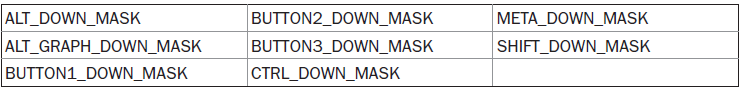 ALT_DOWN_MASK BUTTON2_DOWN_MASK META_DOWN_MASK
ALT_GRAPH_DOWN_MASK BUTTON3_DOWN_MASK SHIFT_DOWN_MASK
BUTTON1_DOWN_MASK CTRL_DOWN_MASK